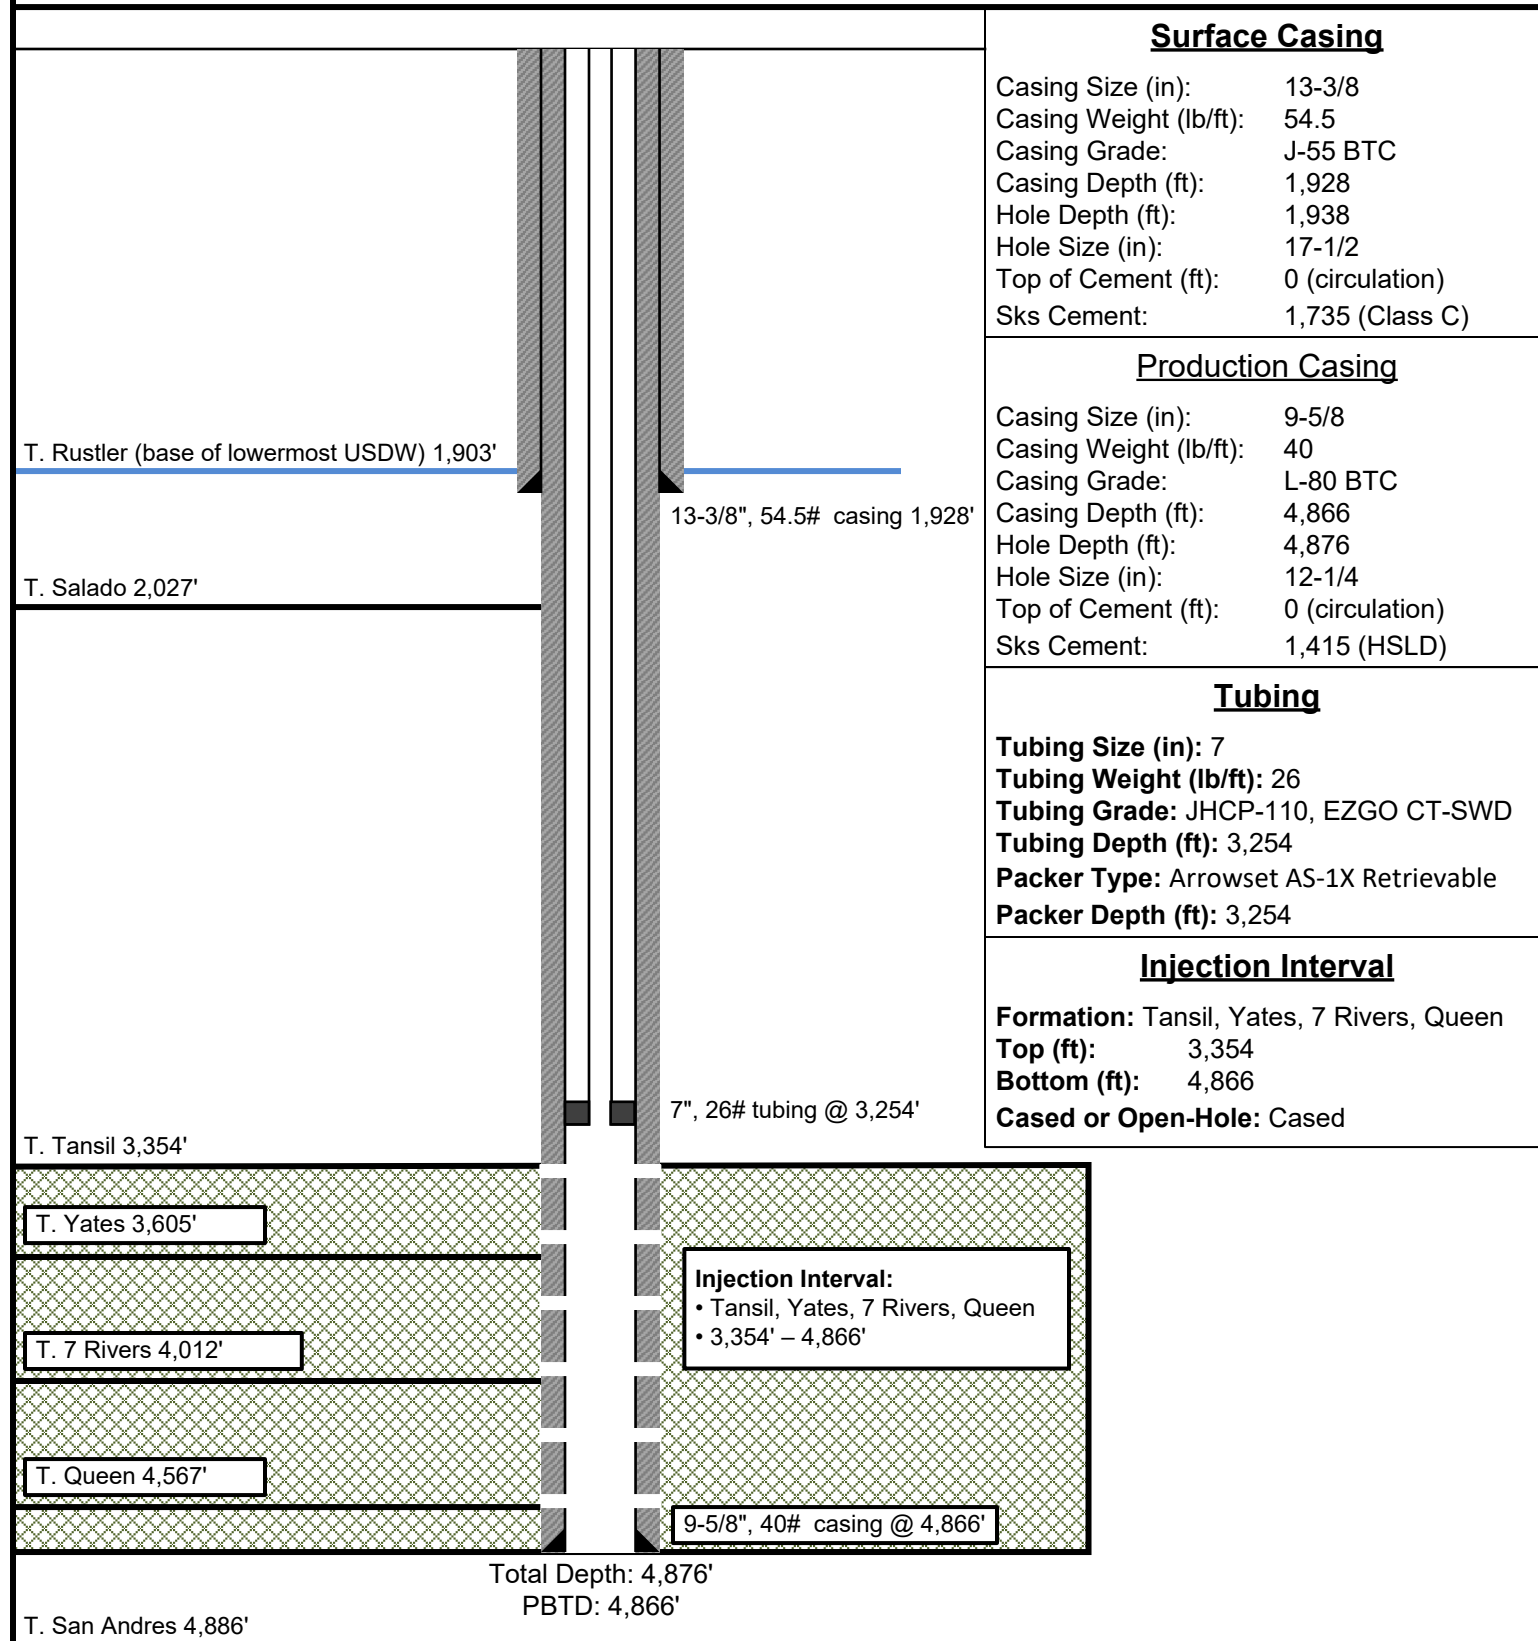 Surface Casing
Casing Size (in): 13-3/8
Casing Weight (lb/ft): 54.5
Casing Grade: J-55 BTC
Casing Depth (ft): 1,928
Hole Depth (ft): 1,938
Hole Size (in): 17-1/2
Top of Cement (ft): 0 (circulation)
Sks Cement: 1,735 (Class C)
Production Casing
Casing Size (in): 9-5/8
Casing Weight (lb/ft): 40
Casing Grade: L-80 BTC
Casing Depth (ft): 4,866
Hole Depth (ft): 4,876
Hole Size (in): 12-1/4
Top of Cement (ft): 0 (circulation)
Sks Cement: 1,415 (HSLD)
Tubing
Tubing Size (in): 7
Tubing Weight (lb/ft): 26
Tubing Grade: JHCP-110, EZGO CT-SWD
Tubing Depth (ft): 3,254
Packer Type: Arrowset AS-1X Retrievable
Packer Depth (ft): 3,254
Injection Interval
Formation: Tansil, Yates, 7 Rivers, Queen
Top (ft): 3,354
Bottom (ft): 4,866
Cased or Open-Hole: Cased
T. Rustler (base of lowermost USDW) 1,903'
13-3/8", 54.5# casing 1,928'
T. Salado 2,027'
7", 26# tubing @ 3,254'
T. Tansil 3,354'
T. Yates 3,605'
Injection Interval:
• Tansil, Yates, 7 Rivers, Queen
• 3,354' – 4,866'
T. 7 Rivers 4,012'
T. Queen 4,567'
9-5/8", 40# casing @ 4,866'
Total Depth: 4,876'
PBTD: 4,866'
T. San Andres 4,886'